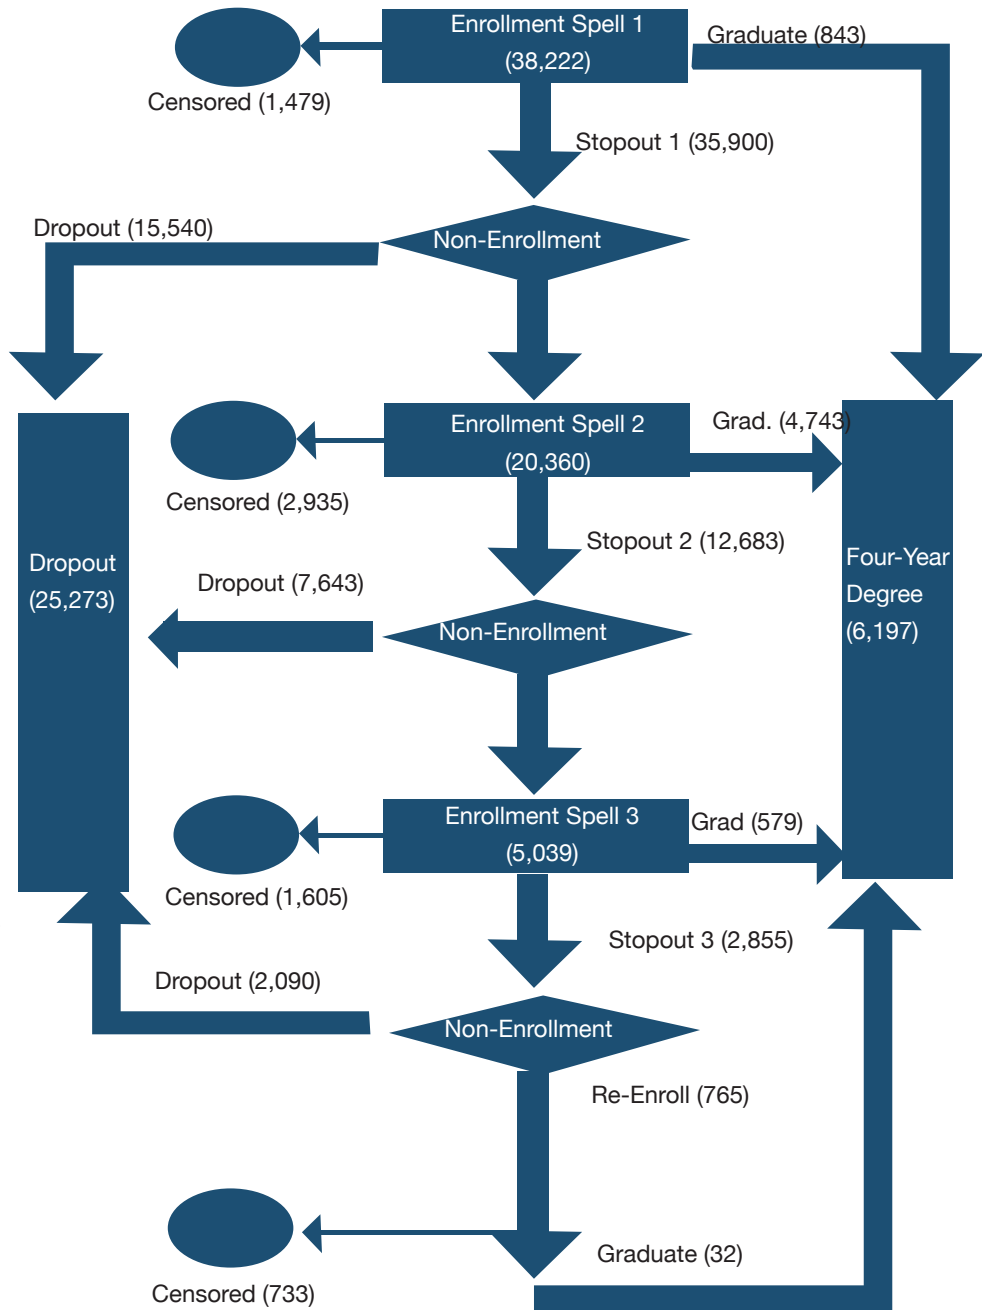 Enrollment Spell 1
(38,222)
Graduate (843)
Censored (1,479)
Stopout 1 (35,900)
Dropout (15,540)
Non-Enrollment
Enrollment Spell 2
(20,360)
Grad. (4,743)
Censored (2,935)
Stopout 2 (12,683)
Dropout
(25,273)
Dropout (7,643)
Four-Year
Degree
(6,197)
Non-Enrollment
Enrollment Spell 3
(5,039)
Grad (579)
Censored (1,605)
Stopout 3 (2,855)
Dropout (2,090)
Non-Enrollment
Re-Enroll (765)
Graduate (32)
Censored (733)